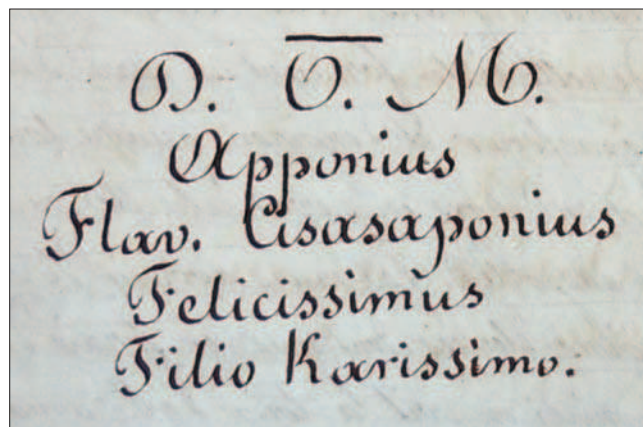 D. O̅. M.
Apponius
Flav. Cisasaponius
Felicissimus
Filio Karissimo.